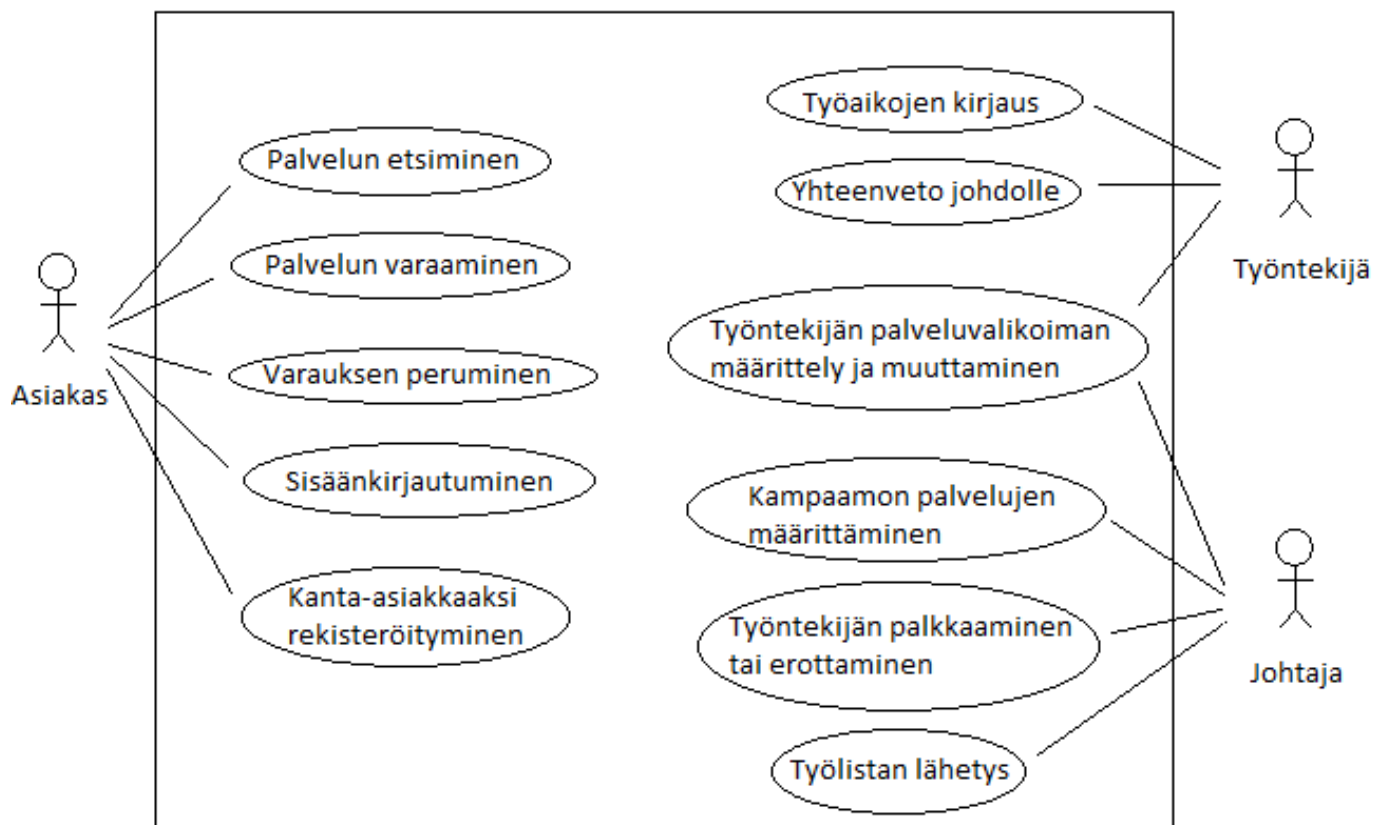 Asiakas
Palvelun etsiminen
Palvelun varaaminen
Varauksen peruminen
Sisäänkirjautuminen
Kanta-asiakkaaksi
rekisteröityminen
Työaikojen kirjaus
Yhteenveto johdolle
Työntekijän palveluvalikoiman
määrittely ja muuttaminen
Kampaamon palvelujen
määrittäminen
Työntekijän palkkaaminen
tai erottaminen
Työlistan lähetys
Työntekijä
Johtaja